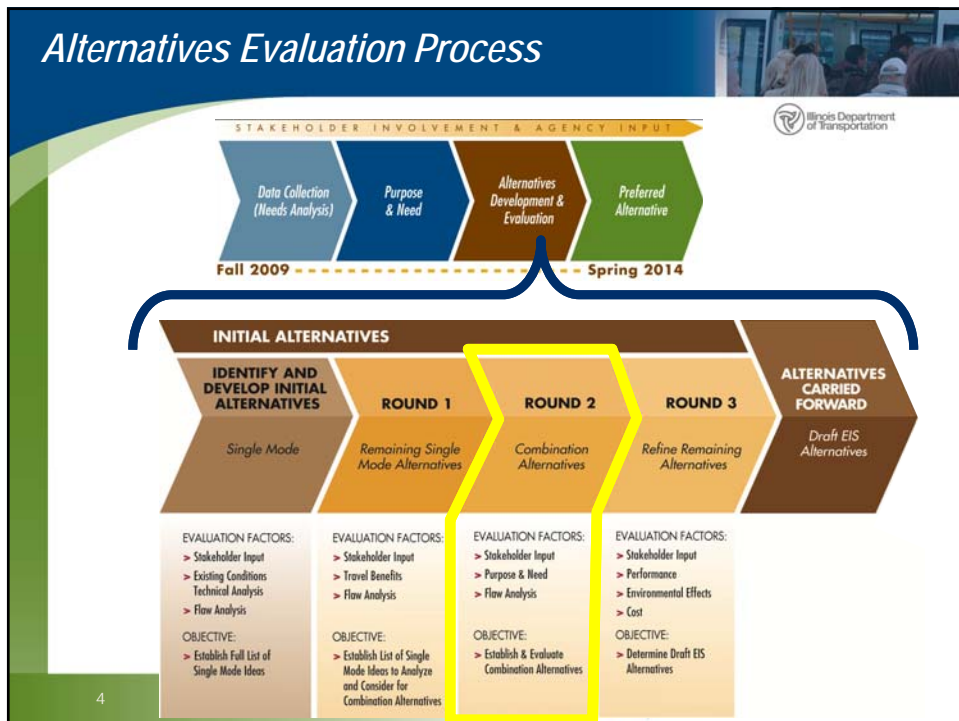 Alternatives Evaluation Process
Illinois Department
of Transportation
STAKEHOLDER INVOLVEMENT & AGENCY INPUT
Data Collection
(Needs Analysis)
Purpose
& Need
Alternatives
Development &
Evaluation
Preferred
Alternative
Fall 2009
Spring 2014
INITIAL ALTERNATIVES
IDENTIFY AND
DEVELOP INITIAL
ALTERNATIVES
Single Mode
ROUND 1
Remaining Single
Mode Alternatives
ROUND 2
Combination
Alternatives
ROUND 3
Refine Remaining
Alternatives
ALTERNATIVES
CARRIED
FORWARD
Draft EIS
Alternatives
EVALUATION FACTORS:
> Stakeholder Input
> Existing Conditions
Technical Analysis
> Flaw Analysis
OBJECTIVE:
> Establish Full List of
Single Mode Ideas
EVALUATION FACTORS:
> Stakeholder Input
> Travel Benefits
> Flaw Analysis
OBJECTIVE:
> Establish List of Single
Mode Ideas to Analyze
and Consider for
Combination Alternatives
EVALUATION FACTORS:
> Stakeholder Input
> Purpose & Need
> Flaw Analysis
OBJECTIVE:
> Establish & Evaluate
Combination Alternatives
EVALUATION FACTORS:
> Stakeholder Input
> Performance
> Environmental Effects
> Cost
OBJECTIVE:
> Determine Draft EIS
Alternatives
4